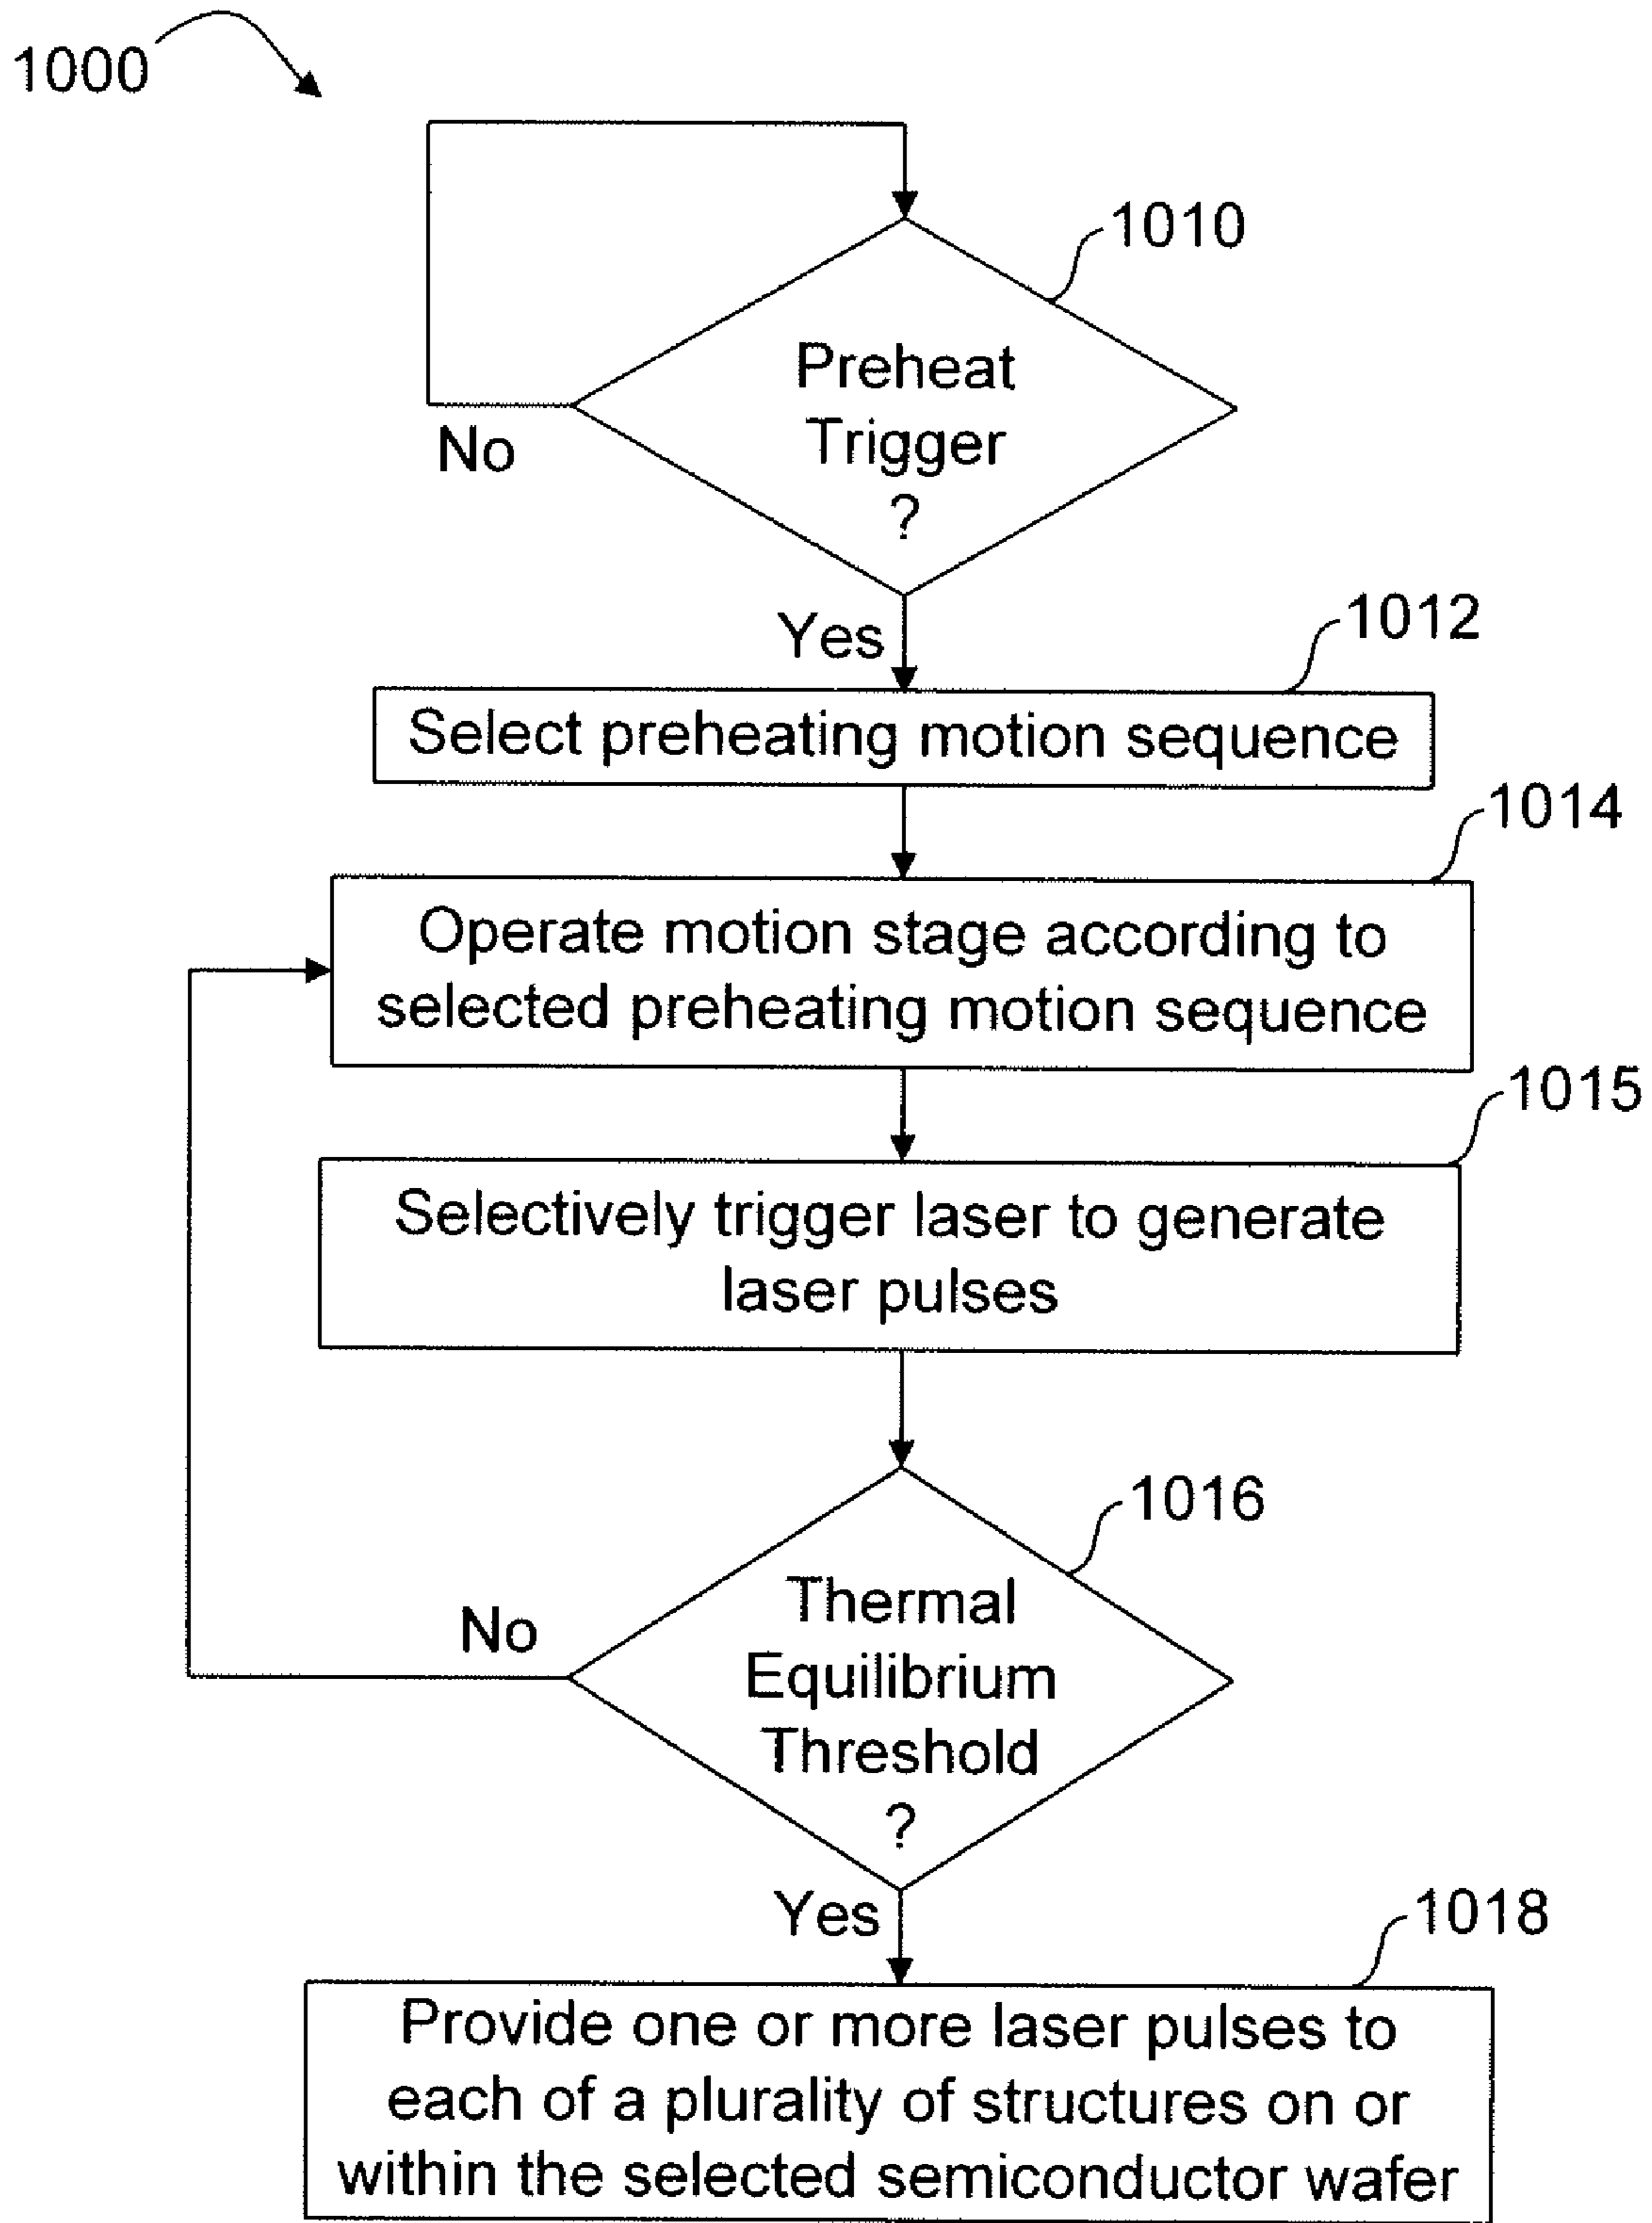 1000
1010
Preheat
Trigger
?
No
Yes
1012
Select preheating motion sequence
1014
Operate motion stage according to
selected preheating motion sequence
1015
Selectively trigger laser to generate
laser pulses
1016
Thermal
Equilibrium
Threshold
?
No
Yes
1018
Provide one or more laser pulses to
each of a plurality of structures on or
within the selected semiconductor wafer